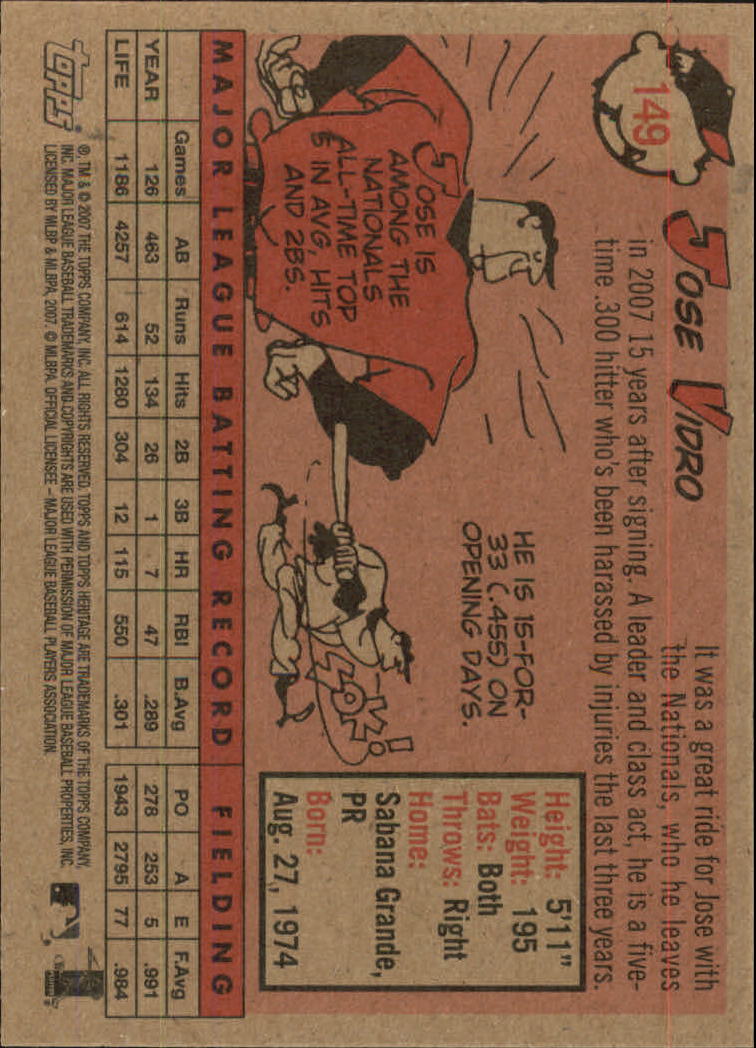 149
JOSE VIDRO
It was a great ride for Jose with
the Nationals, who he leaves
in 2007 15 years after signing. A leader and class act, he is a five-
time .300 hitter who's been harassed by injuries the last three years.
JOSE IS
AMONG THE
NATIONALS
ALL-TIME TOP
5 IN AVG, HITS
AND 2BS.
HE IS 15-FOR-
33 (.455) ON
OPENING DAYS.
SOK!
Height: 5'11"
Weight: 195
Bats: Both
Throws: Right
Home:
Sabana Grande,
PR
Born:
Aug. 27, 1974
MAJOR LEAGUE BATTING RECORD FIELDING
Games AB Runs Hits 2B 3B HR RBI B.Avg PO A E F.Avg
YEAR 126 463 52 134 26 1 7 47 .289 278 253 5 .991
LIFE 1186 4257 614 1280 304 12 115 550 .301 1943 2795 77 .984
topps®
®, TM & © 2007 THE TOPPS COMPANY, INC. ALL RIGHTS RESERVED. TOPPS AND TOPPS HERITAGE ARE TRADEMARKS OF THE TOPPS COMPANY,
INC. MAJOR LEAGUE BASEBALL TRADEMARKS AND COPYRIGHTS ARE USED WITH PERMISSION OF MAJOR LEAGUE BASEBALL PROPERTIES, INC.
LICENSED BY MLBP & MLBPA, 2007. © MLBPA. OFFICIAL LICENSEE – MAJOR LEAGUE BASEBALL PLAYERS ASSOCIATION.